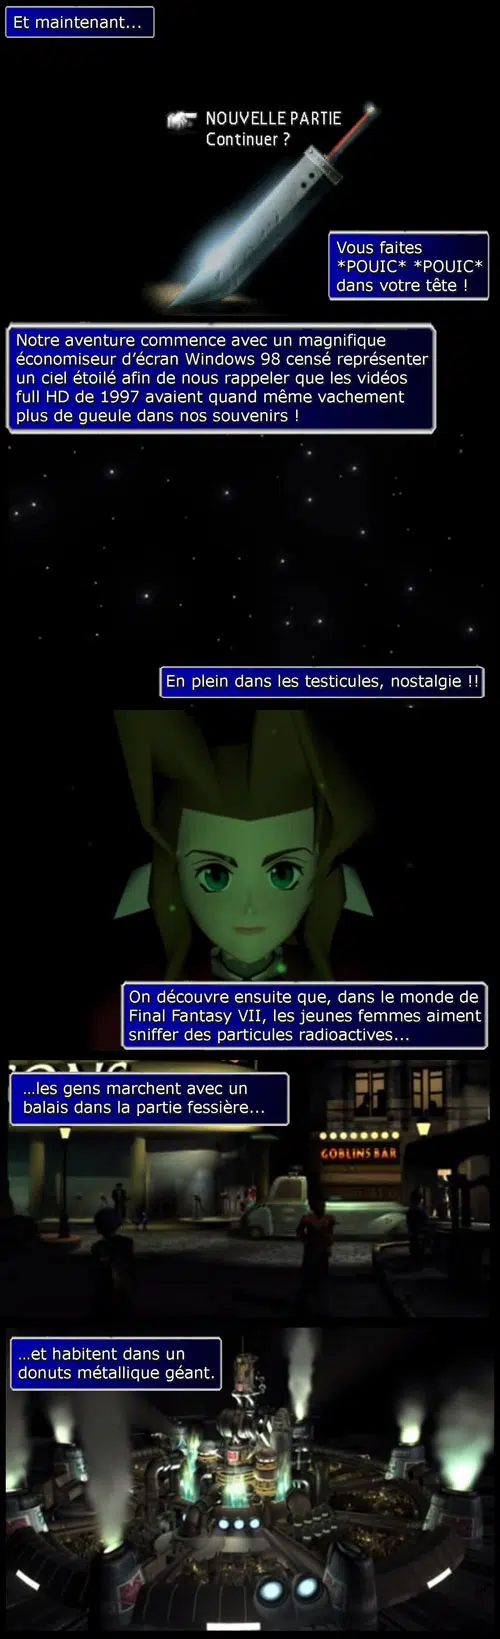 Et maintenant...
NOUVELLE PARTIE
Continuer ?
Vous faites
*POUIC* *POUIC*
dans votre tête !
Notre aventure commence avec un magnifique
économiseur d'écran Windows 98 censé représenter
un ciel étoilé afin de nous rappeler que les vidéos
full HD de 1997 avaient quand même vachement
plus de gueule dans nos souvenirs !
En plein dans les testicules, nostalgie !!
On découvre ensuite que, dans le monde de
Final Fantasy VII, les jeunes femmes aiment
sniffer des particules radioactives...
...les gens marchent avec un
balais dans la partie fessière...
GOBLINS BAR
...et habitent dans un
donuts métallique géant.